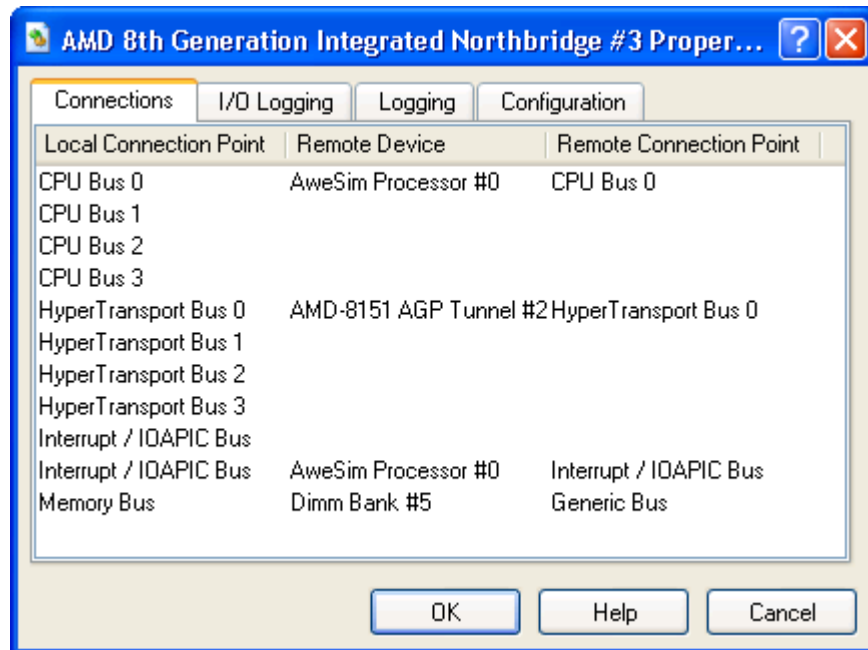 AMD 8th Generation Integrated Northbridge #3 Proper...
Connections I/O Logging Logging Configuration
Local Connection Point Remote Device Remote Connection Point
CPU Bus 0 AweSim Processor #0 CPU Bus 0
CPU Bus 1
CPU Bus 2
CPU Bus 3
HyperTransport Bus 0 AMD-8151 AGP Tunnel #2 HyperTransport Bus 0
HyperTransport Bus 1
HyperTransport Bus 2
HyperTransport Bus 3
Interrupt / IOAPIC Bus
Interrupt / IOAPIC Bus AweSim Processor #0 Interrupt / IOAPIC Bus
Memory Bus Dimm Bank #5 Generic Bus
OK Help Cancel